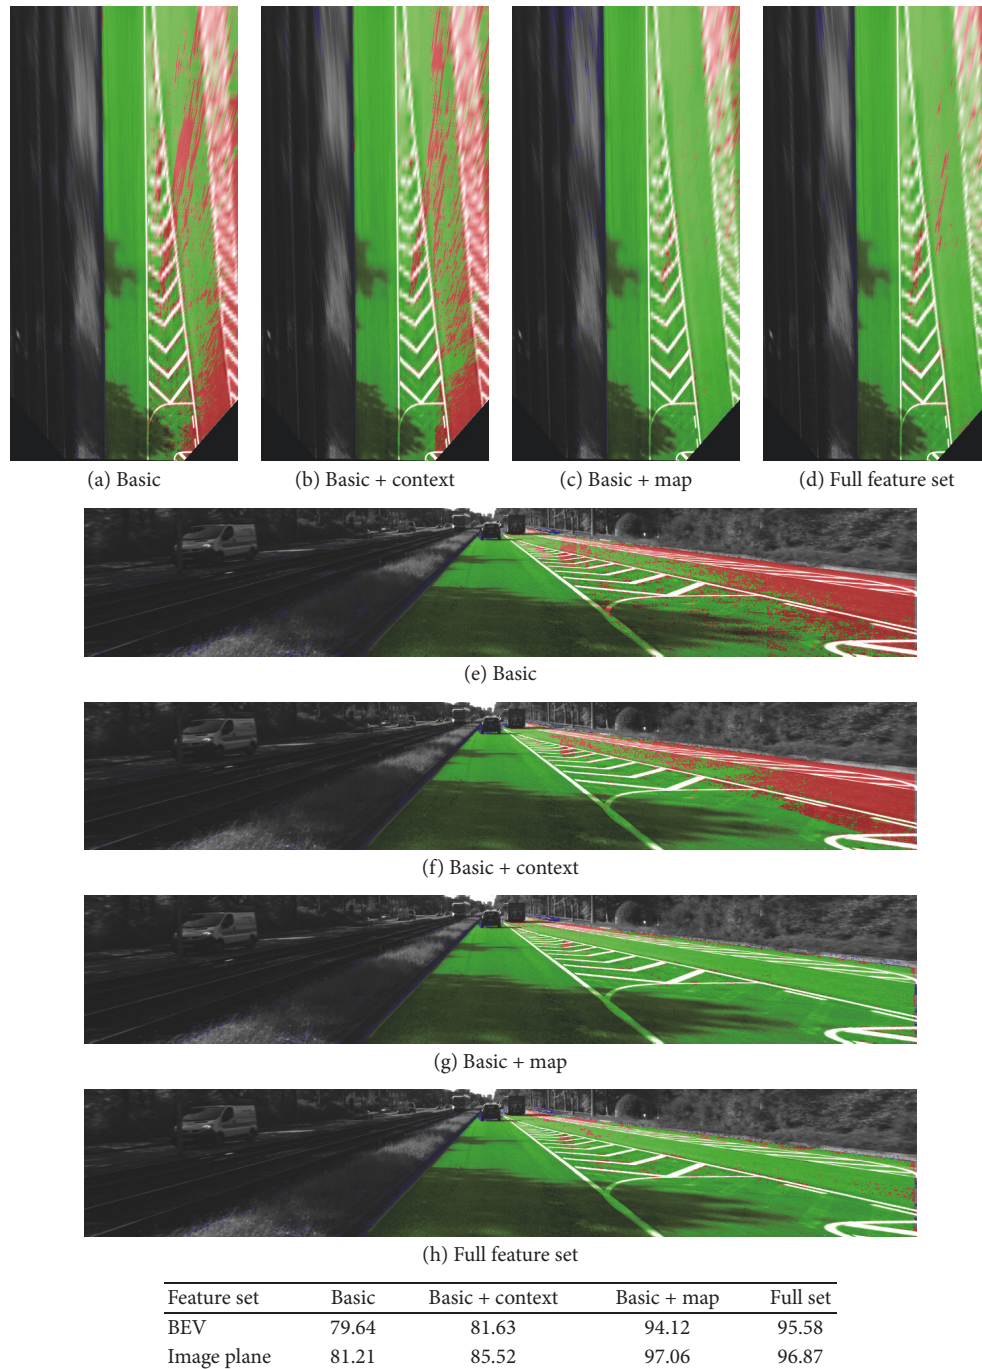 (a) Basic
(b) Basic + context
(c) Basic + map
(d) Full feature set
(e) Basic
(f) Basic + context
(g) Basic + map
(h) Full feature set
Feature set Basic Basic + context Basic + map Full set
BEV 79.64 81.63 94.12 95.58
Image plane 81.21 85.52 97.06 96.87